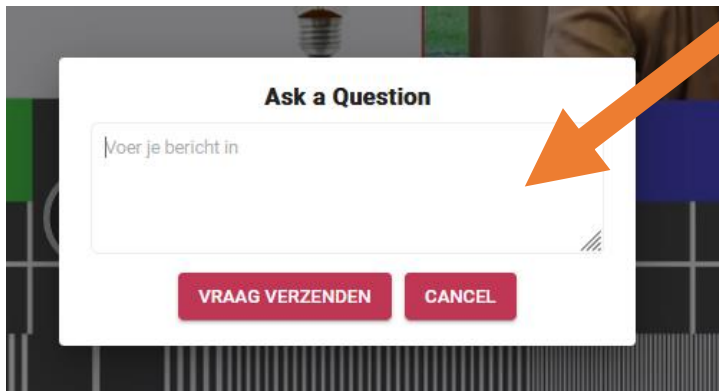 Ask a Question
Voer je bericht in
VRAAG VERZENDEN CANCEL